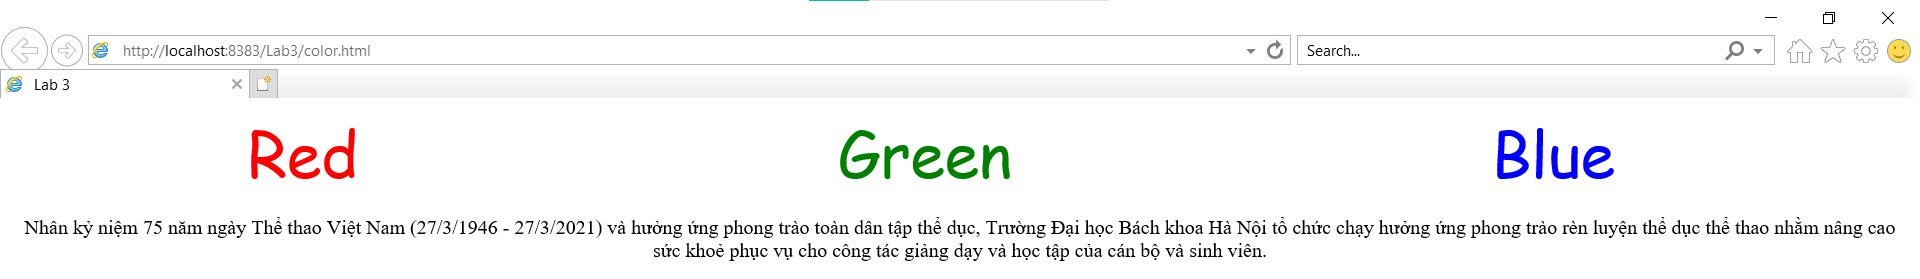 http://localhost:8383/Lab3/color.html
Search...
Lab 3
Red Green Blue
Nhân kỷ niệm 75 năm ngày Thể thao Việt Nam (27/3/1946 - 27/3/2021) và hưởng ứng phong trào toàn dân tập thể dục, Trường Đại học Bách khoa Hà Nội tổ chức chạy hưởng ứng phong trào rèn luyện thể dục thể thao nhằm nâng cao
sức khoẻ phục vụ cho công tác giảng dạy và học tập của cán bộ và sinh viên.